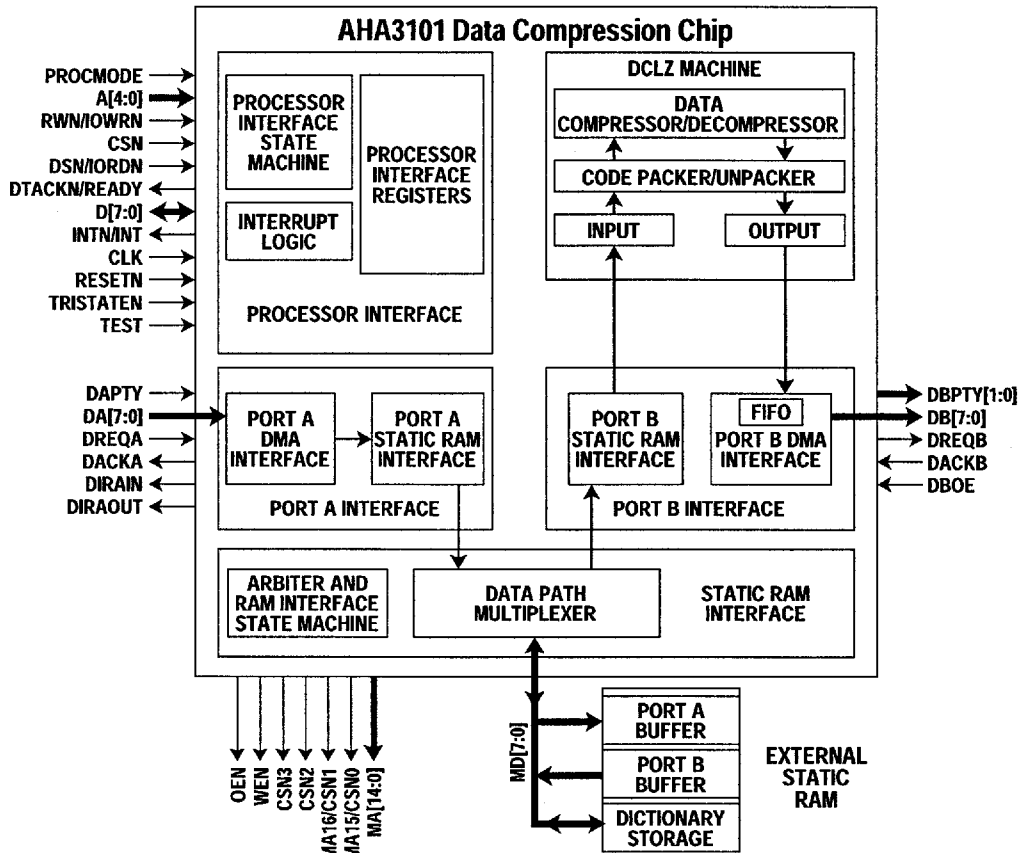 AHA3101 Data Compression Chip
PROCMODE
A[4:0]
RWN/IOWRN
CSN
DSN/IORDN
DTACKN/READY
D[7:0]
INTN/INT
CLK
RESETN
TRISTATEN
TEST
PROCESSOR
INTERFACE
STATE
MACHINE
INTERRUPT
LOGIC
PROCESSOR
INTERFACE
REGISTERS
PROCESSOR INTERFACE
DCLZ MACHINE
DATA
COMPRESSOR/DECOMPRESSOR
CODE PACKER/UNPACKER
INPUT
OUTPUT
DAPTY
DA[7:0]
DREQA
DACKA
DIRAIN
DIRAOUT
PORT A
DMA
INTERFACE
PORT A
STATIC RAM
INTERFACE
PORT A INTERFACE
PORT B
STATIC RAM
INTERFACE
FIFO
PORT B DMA
INTERFACE
PORT B INTERFACE
DBPTY[1:0]
DB[7:0]
DREQB
DACKB
DBOE
ARBITER AND
RAM INTERFACE
STATE MACHINE
DATA PATH
MULTIPLEXER
STATIC RAM
INTERFACE
OEN
WEN
CSN3
CSN2
MA16/CSN1
MA15/CSN0
MA[14:0]
MD[7:0]
PORT A
BUFFER
PORT B
BUFFER
DICTIONARY
STORAGE
EXTERNAL
STATIC
RAM